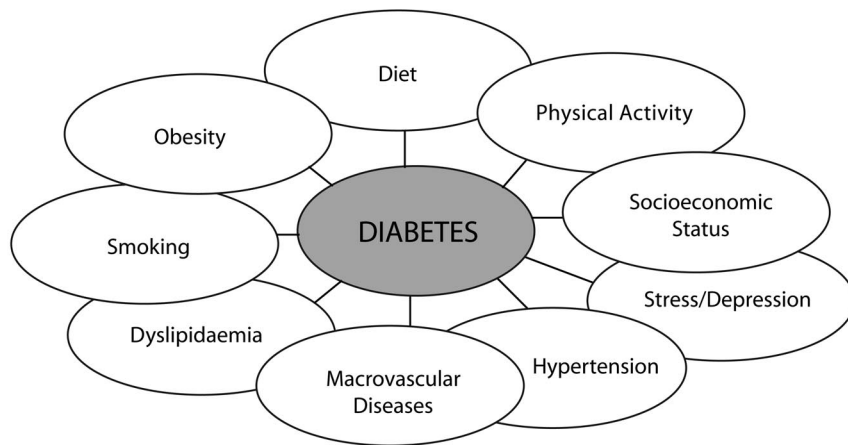 Diet
Physical Activity
Obesity
Socioeconomic
Status
DIABETES
Smoking
Stress/Depression
Dyslipidaemia
Hypertension
Macrovascular
Diseases